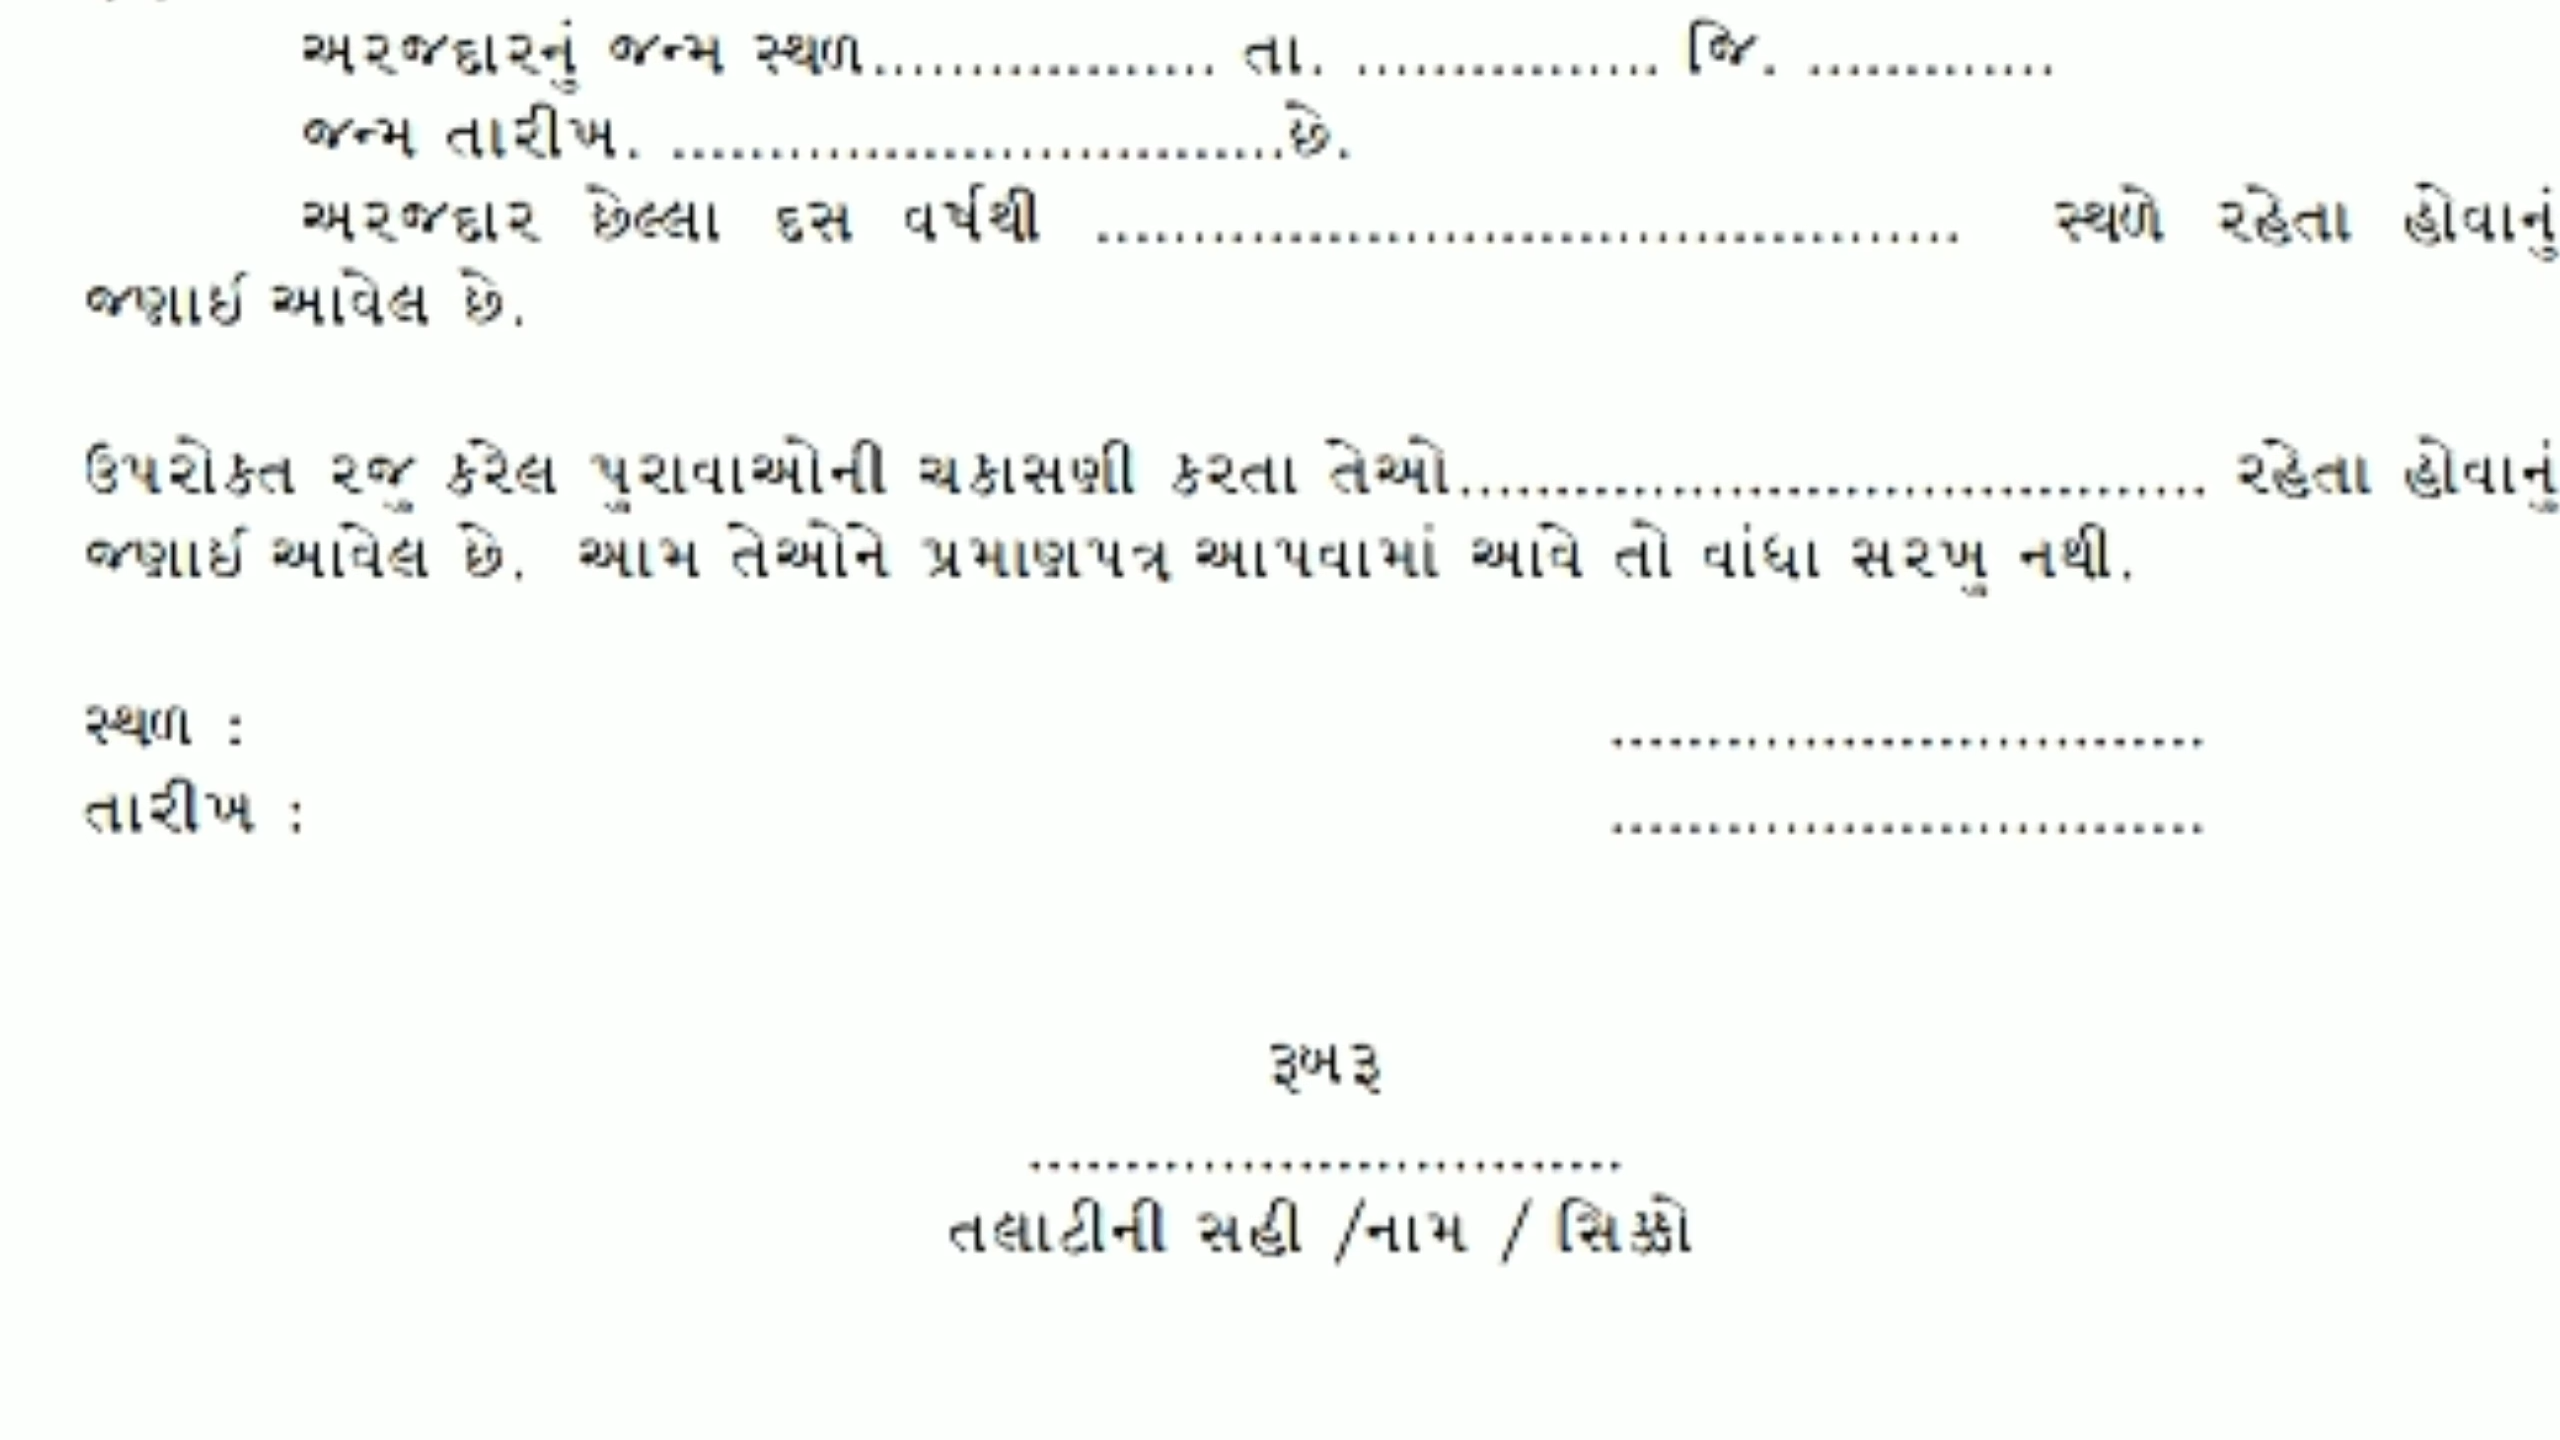 અરજદારનું જન્મ સ્થળ.................. તા. ................ જિ. .............
જન્મ તારીખ. ................................છે.
અરજદાર છેલ્લા દસ વર્ષથી ............................................. સ્થળે રહેતા હોવાનું
જણાઈ આવેલ છે.
ઉપરોક્ત રજુ કરેલ પુરાવાઓની ચકાસણી કરતા તેઓ....................................... રહેતા હોવાનું
જણાઈ આવેલ છે. આમ તેઓને પ્રમાણપત્ર આપવામાં આવે તો વાંધા સરખુ નથી.
સ્થળ : ...............................
તારીખ : ...............................
રૂબરૂ
...............................
તલાટીની સહી /નામ / સિક્કો